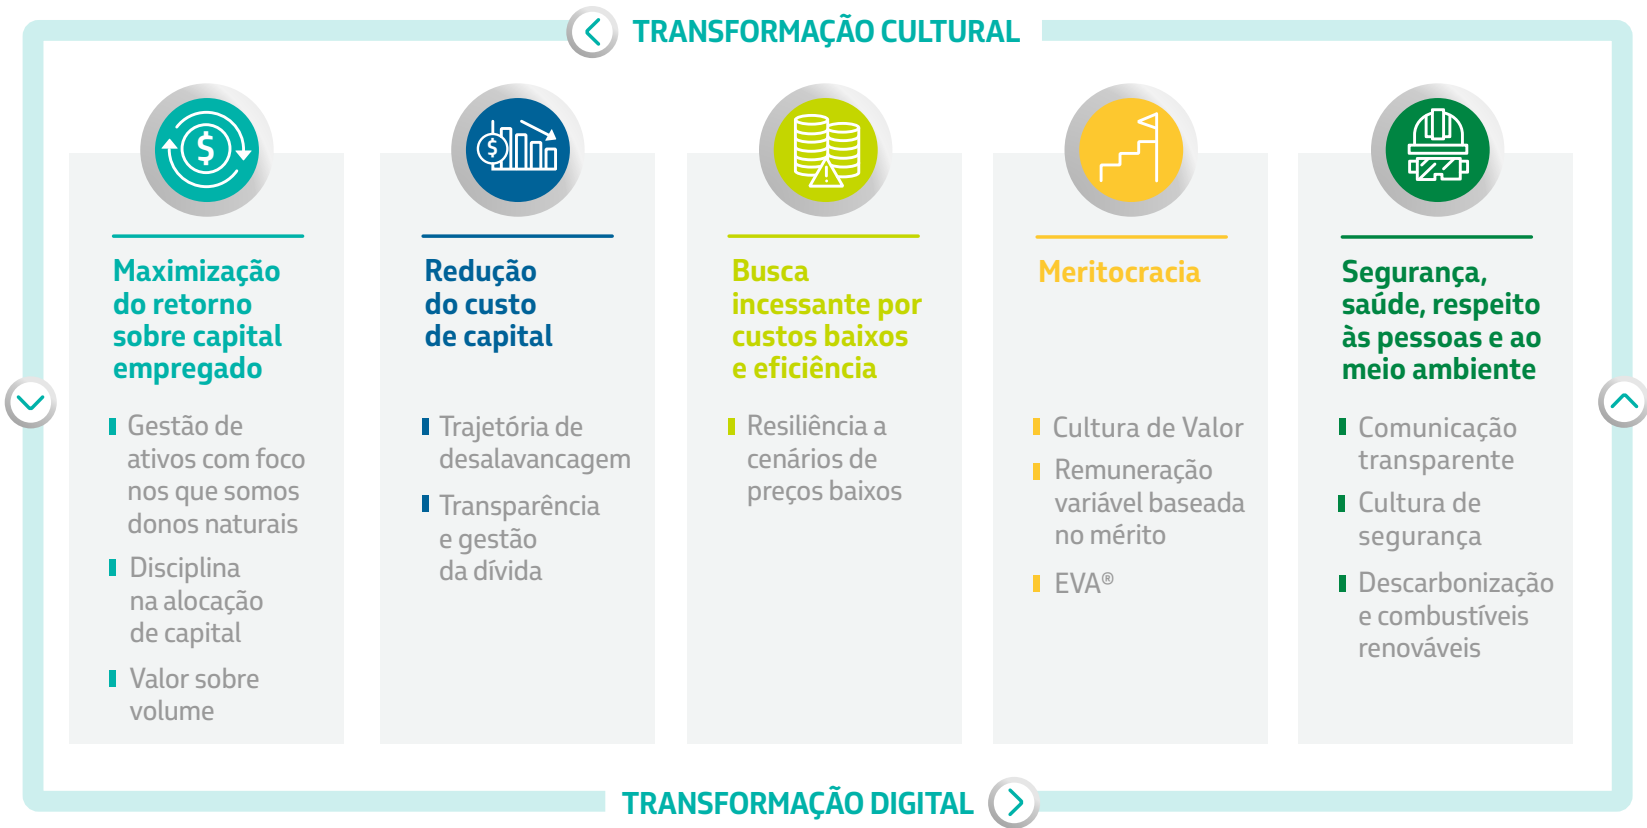 TRANSFORMAÇÃO CULTURAL
Maximização
do retorno
sobre capital
empregado
Gestão de
ativos com foco
nos que somos
donos naturais
Disciplina
na alocação
de capital
Valor sobre
volume
Redução
do custo
de capital
Trajetória de
desalavancagem
Transparência
e gestão
da dívida
Busca
incessante por
custos baixos
e eficiência
Resiliência a
cenários de
preços baixos
Meritocracia
Cultura de Valor
Remuneração
variável baseada
no mérito
EVA®
Segurança,
saúde, respeito
às pessoas e ao
meio ambiente
Comunicação
transparente
Cultura de
segurança
Descarbonização
e combustíveis
renováveis
TRANSFORMAÇÃO DIGITAL